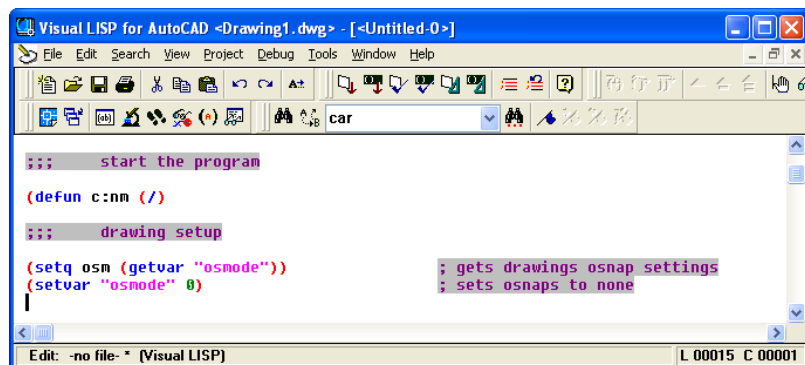 Visual LISP for AutoCAD <Drawing1.dwg> - [<Untitled-0>]
File Edit Search View Project Debug Tools Window Help
car
;;; start the program
(defun c:nm (/)
;;; drawing setup
(setq osm (getvar "osmode")) ; gets drawings osnap settings
(setvar "osmode" 0) ; sets osnaps to none
Edit: -no file- * (Visual LISP) L 00015 C 00001